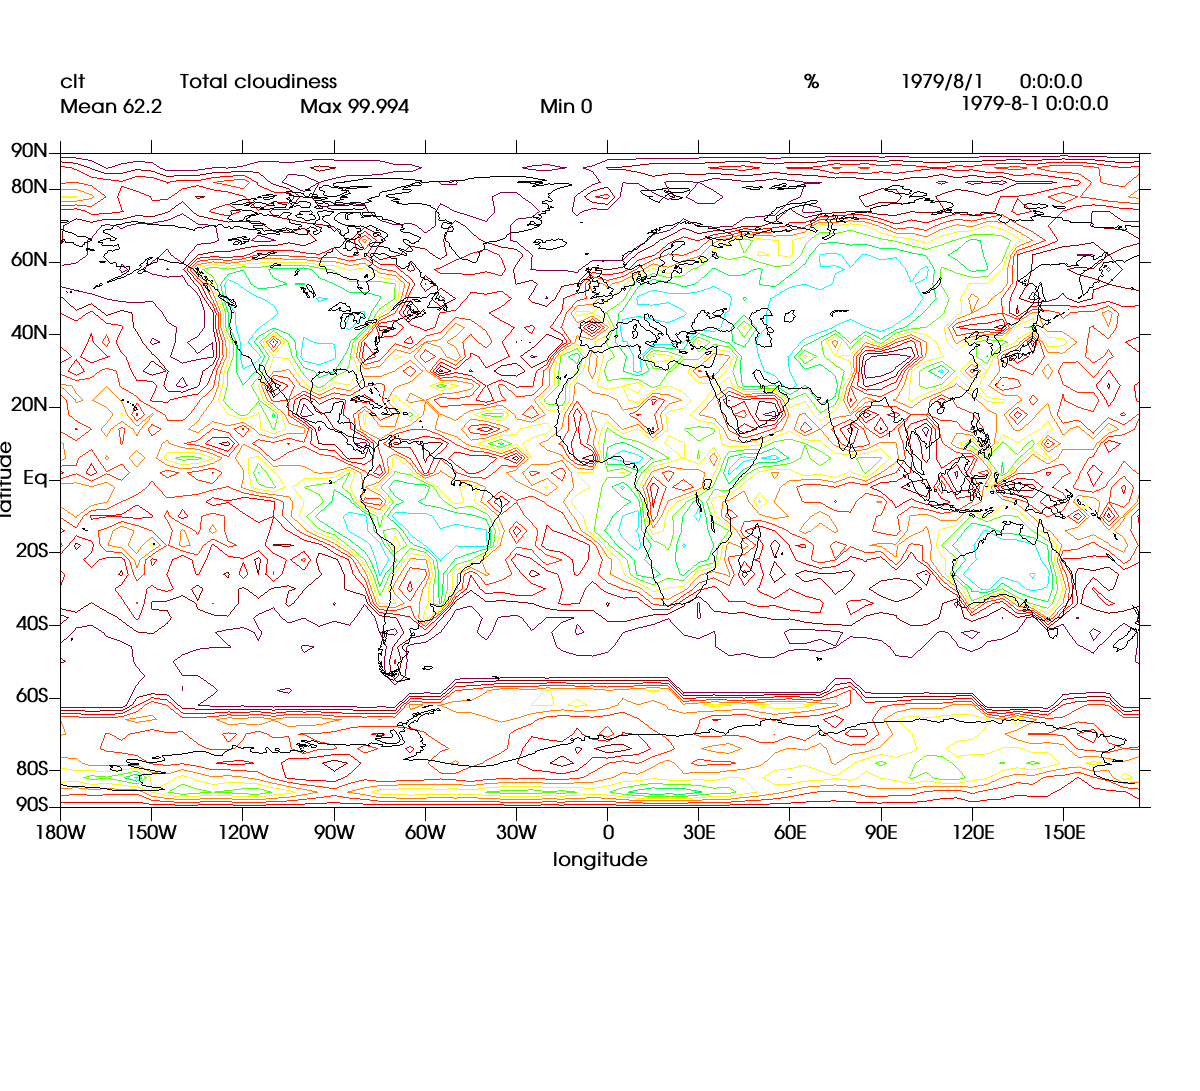 clt Total cloudiness % 1979/8/1 0:0:0.0
Mean 62.2 Max 99.994 Min 0 1979-8-1 0:0:0.0
90N
80N
60N
40N
20N
Eq
20S
40S
60S
80S
90S
latitude
180W 150W 120W 90W 60W 30W 0 30E 60E 90E 120E 150E
longitude